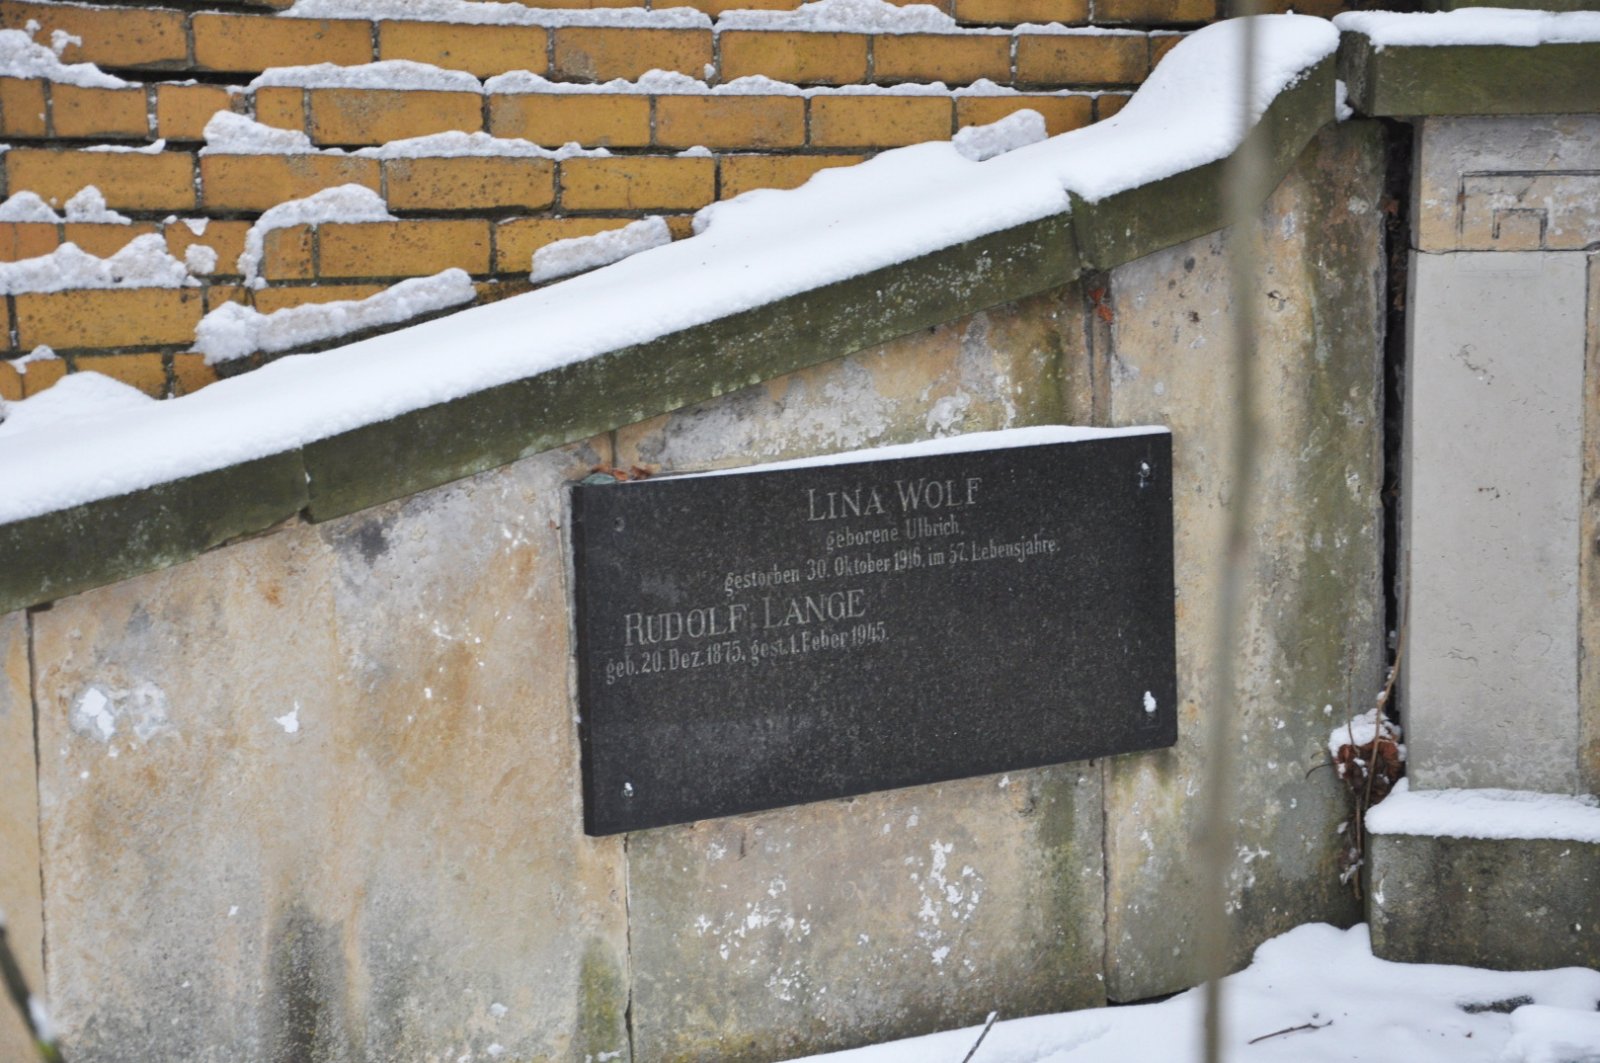 LINA WOLF
geborene Ulbrich,
gestorben 30. Oktober 1916, im 57. Lebensjahre.
RUDOLF LANGE
geb. 20. Dez. 1875, gest. 1. Feber 1945.